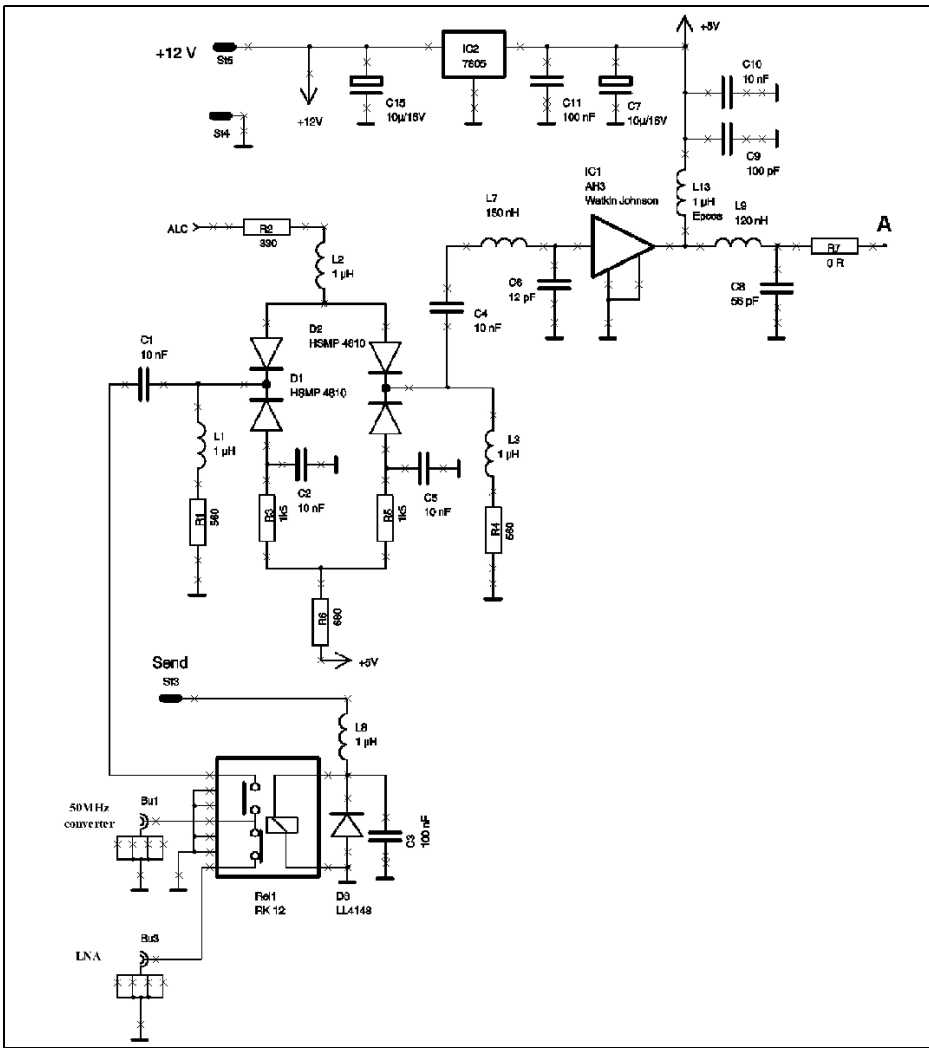 +5V
+12 V
St5
IC2
7805
C10
10 nF
C15
10µ/16V
C11
100 nF
C7
10µ/16V
+12V
St4
C9
100 pF
IC1
AH3
Watkin Johnson
L13
1 µH
Epcos
L7
150 nH
L9
120nH
A
ALC
R2
330
R7
0 R
L2
1 µH
C6
12 pF
C8
56 pF
C4
10 nF
D2
HSMP 4810
C1
10 nF
D1
HSMP 4810
L1
1 µH
L3
1 µH
C2
10 nF
C5
10 nF
R1
560
R3
1k5
R5
1k5
R4
560
R6
680
+5V
Send
St3
L8
1 µH
50MHz
converter
Bu1
C3
100 nF
Rel1
RK 12
LL4148
Bu3
LNA